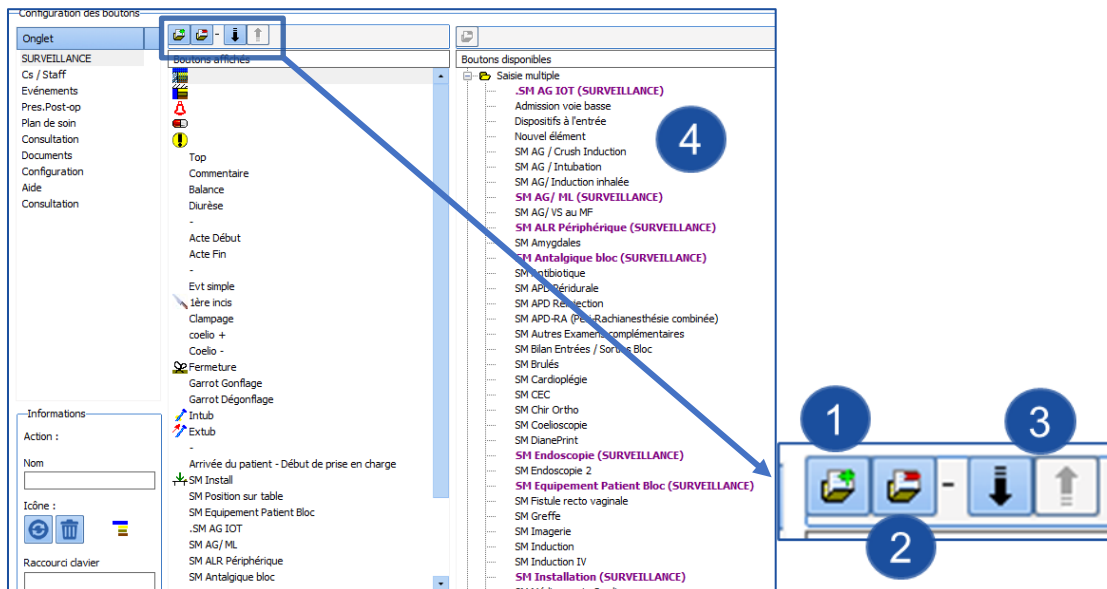 Configuration des boutons
Onglet
SURVEILLANCE
Cs / Staff
Evénements
Pres.Post-op
Plan de soin
Consultation
Documents
Configuration
Aide
Consultation
Informations
Action :
Nom
Icône :
Raccourci clavier
-
Boutons affichés
Top
Commentaire
Balance
Diurèse
-
Acte Début
Acte Fin
-
Evt simple
1ère incis
Clampage
coelio +
Coelio -
Fermeture
Garrot Gonflage
Garrot Dégonflage
Intub
Extub
-
Arrivée du patient - Début de prise en charge
SM Install
SM Position sur table
SM Equipement Patient Bloc
.SM AG IOT
SM AG/ ML
SM ALR Périphérique
SM Antalgique bloc
Boutons disponibles
Saisie multiple
.SM AG IOT (SURVEILLANCE)
Admission voie basse
Dispositifs à l'entrée
Nouvel élément
SM AG / Crush Induction
SM AG / Intubation
SM AG/ Induction inhalée
SM AG/ ML (SURVEILLANCE)
SM AG/ VS au MF
SM ALR Périphérique (SURVEILLANCE)
SM Amygdales
SM Antalgique bloc (SURVEILLANCE)
SM Antibiotique
SM APD Péridurale
SM APD Réinjection
SM APD-RA (Péri-Rachianesthésie combinée)
SM Autres Examens complémentaires
SM Bilan Entrées / Sorties Bloc
SM Brulés
SM Cardioplégie
SM CEC
SM Chir Ortho
SM Coelioscopie
SM DianePrint
SM Endoscopie (SURVEILLANCE)
SM Endoscopie 2
SM Equipement Patient Bloc (SURVEILLANCE)
SM Fistule recto vaginale
SM Greffe
SM Imagerie
SM Induction
SM Induction IV
SM Installation (SURVEILLANCE)
4
1
3
-
2